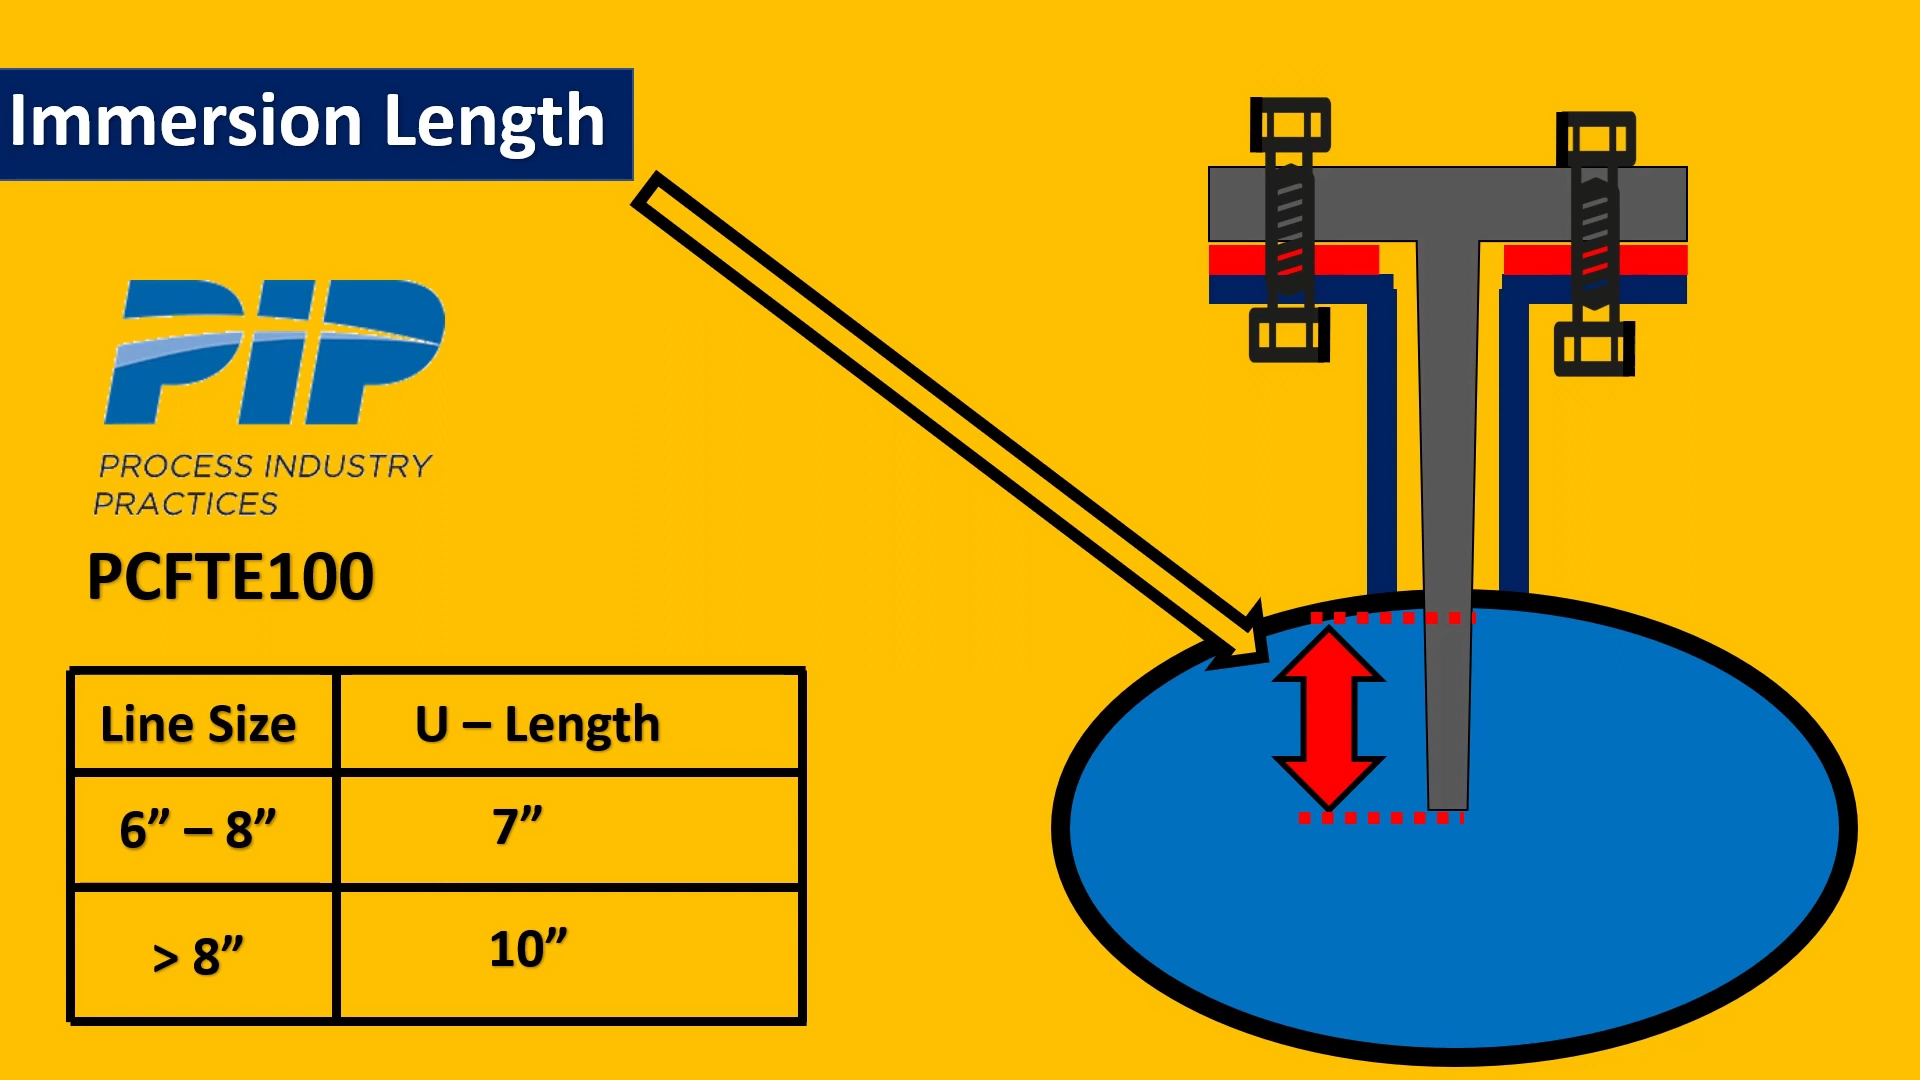 Immersion Length
PIP
PROCESS INDUSTRY
PRACTICES
PCFTE100
Line Size
U – Length
6” – 8”
7”
> 8”
10”